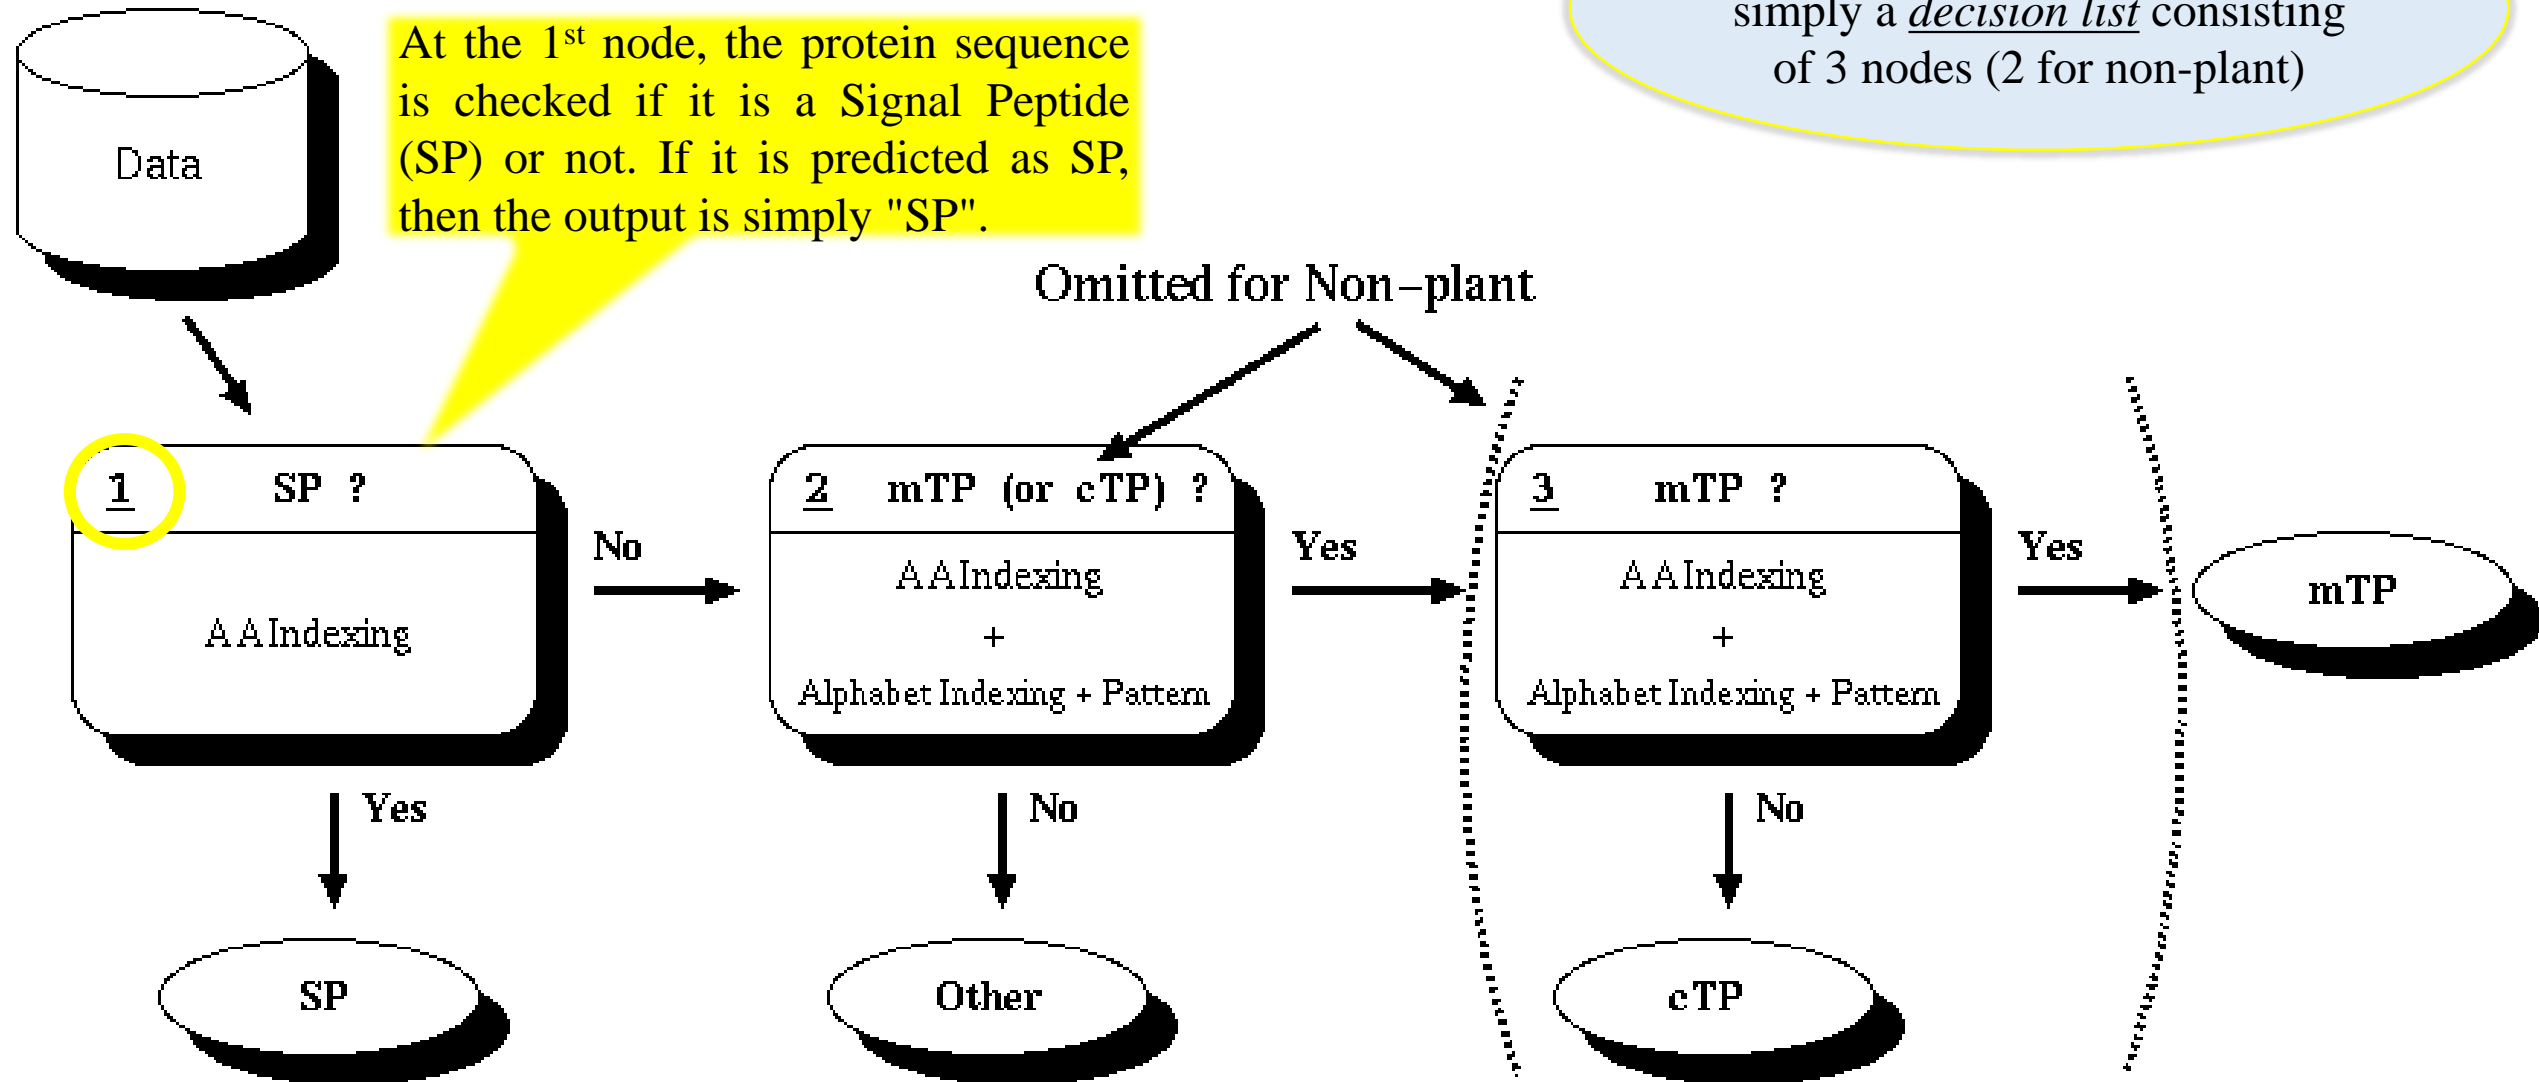 simply a decision list consisting
of 3 nodes (2 for non-plant)
At the 1st node, the protein sequence
is checked if it is a Signal Peptide
(SP) or not. If it is predicted as SP,
then the output is simply "SP".
Data
Omitted for Non-plant
1 SP ?
AAIndexing
No
Yes
SP
2 mTP (or cTP) ?
AAIndexing
+
Alphabet Indexing + Pattern
Yes
No
Other
3 mTP ?
AAIndexing
+
Alphabet Indexing + Pattern
Yes
No
cTP
mTP